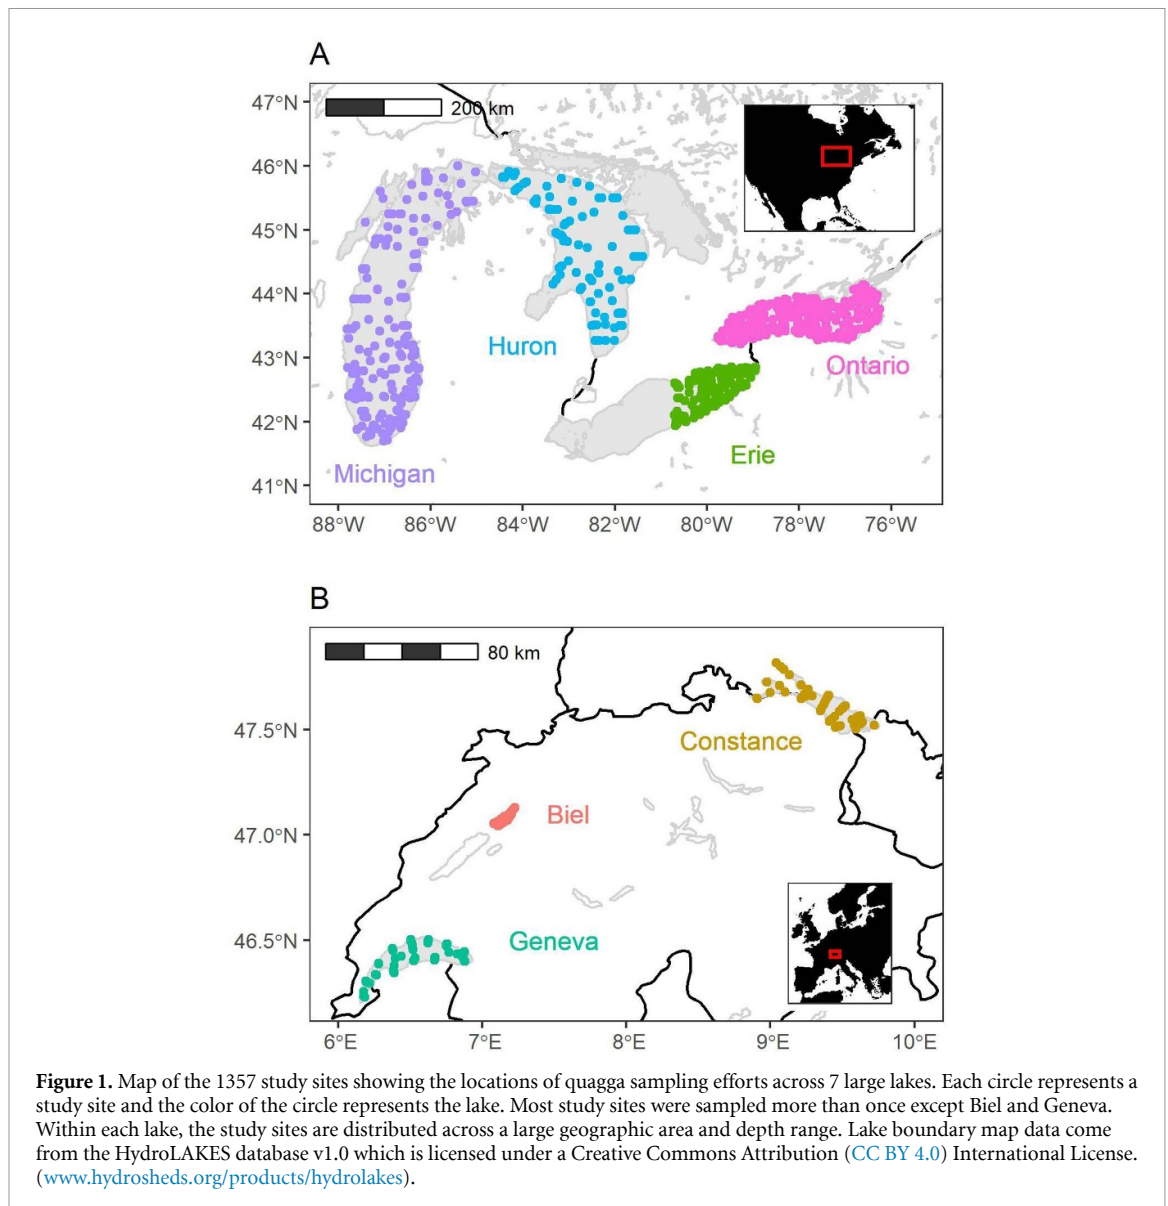 A
200 km
47°N
46°N
45°N
44°N
43°N
42°N
41°N
Huron
Ontario
Erie
Michigan
88°W 86°W 84°W 82°W 80°W 78°W 76°W
B
80 km
47.5°N
47.0°N
46.5°N
Constance
Biel
Geneva
6°E 7°E 8°E 9°E 10°E
Figure 1. Map of the 1357 study sites showing the locations of quagga sampling efforts across 7 large lakes. Each circle represents a
study site and the color of the circle represents the lake. Most study sites were sampled more than once except Biel and Geneva.
Within each lake, the study sites are distributed across a large geographic area and depth range. Lake boundary map data come
from the HydroLAKES database v1.0 which is licensed under a Creative Commons Attribution (CC BY 4.0) International License.
(www.hydrosheds.org/products/hydrolakes).